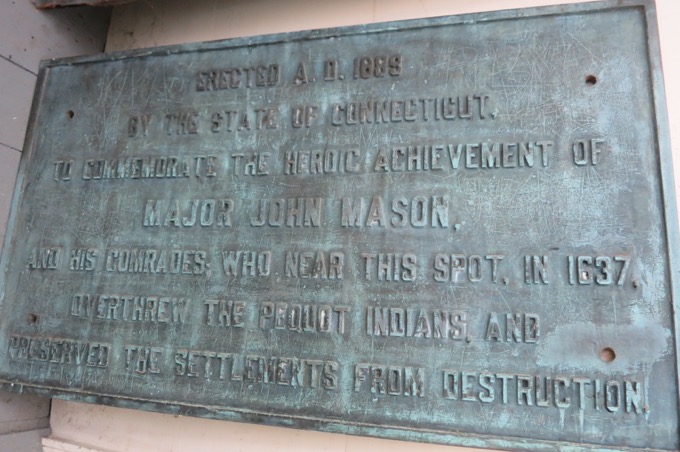 ERECTED A. D. 1889
BY THE STATE OF CONNECTICUT,
TO COMMEMORATE THE HEROIC ACHIEVEMENT OF
MAJOR JOHN MASON,
AND HIS COMRADES, WHO NEAR THIS SPOT, IN 1637,
OVERTHREW THE PEQUOT INDIANS, AND
PRESERVED THE SETTLEMENTS FROM DESTRUCTION.